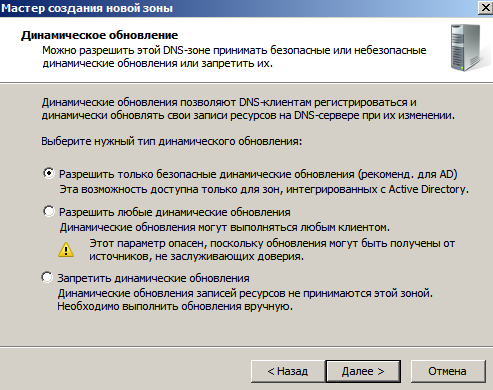 Мастер создания новой зоны
Динамическое обновление
Можно разрешить этой DNS-зоне принимать безопасные или небезопасные
динамические обновления или запретить их.
Динамические обновления позволяют DNS-клиентам регистрироваться и
динамически обновлять свои записи ресурсов на DNS-сервере при их изменении.
Выберите нужный тип динамического обновления:
Разрешить только безопасные динамические обновления (рекоменд. для AD)
Эта возможность доступна только для зон, интегрированных с Active Directory.
Разрешить любые динамические обновления
Динамические обновления могут выполняться любым клиентом.
Этот параметр опасен, поскольку обновления могут быть получены от
источников, не заслуживающих доверия.
Запретить динамические обновления
Динамические обновления записей ресурсов не принимаются этой зоной.
Необходимо выполнить обновления вручную.
< Назад Далее > Отмена